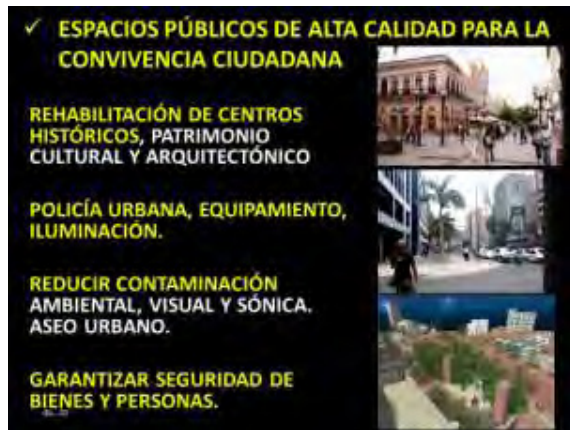 ✓ ESPACIOS PÚBLICOS DE ALTA CALIDAD PARA LA
CONVIVENCIA CIUDADANA
REHABILITACIÓN DE CENTROS
HISTÓRICOS, PATRIMONIO
CULTURAL Y ARQUITECTÓNICO
POLICÍA URBANA, EQUIPAMIENTO,
ILUMINACIÓN.
REDUCIR CONTAMINACIÓN
AMBIENTAL, VISUAL Y SÓNICA.
ASEO URBANO.
GARANTIZAR SEGURIDAD DE
BIENES Y PERSONAS.